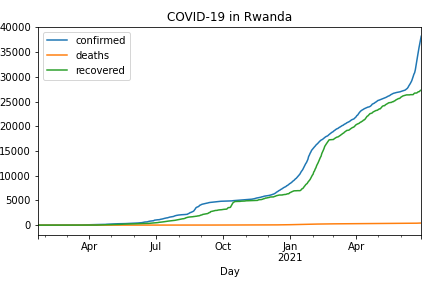 COVID-19 in Rwanda
confirmed
deaths
recovered
40000
35000
30000
25000
20000
15000
10000
5000
0
Apr Jul Oct Jan Apr
2021
Day